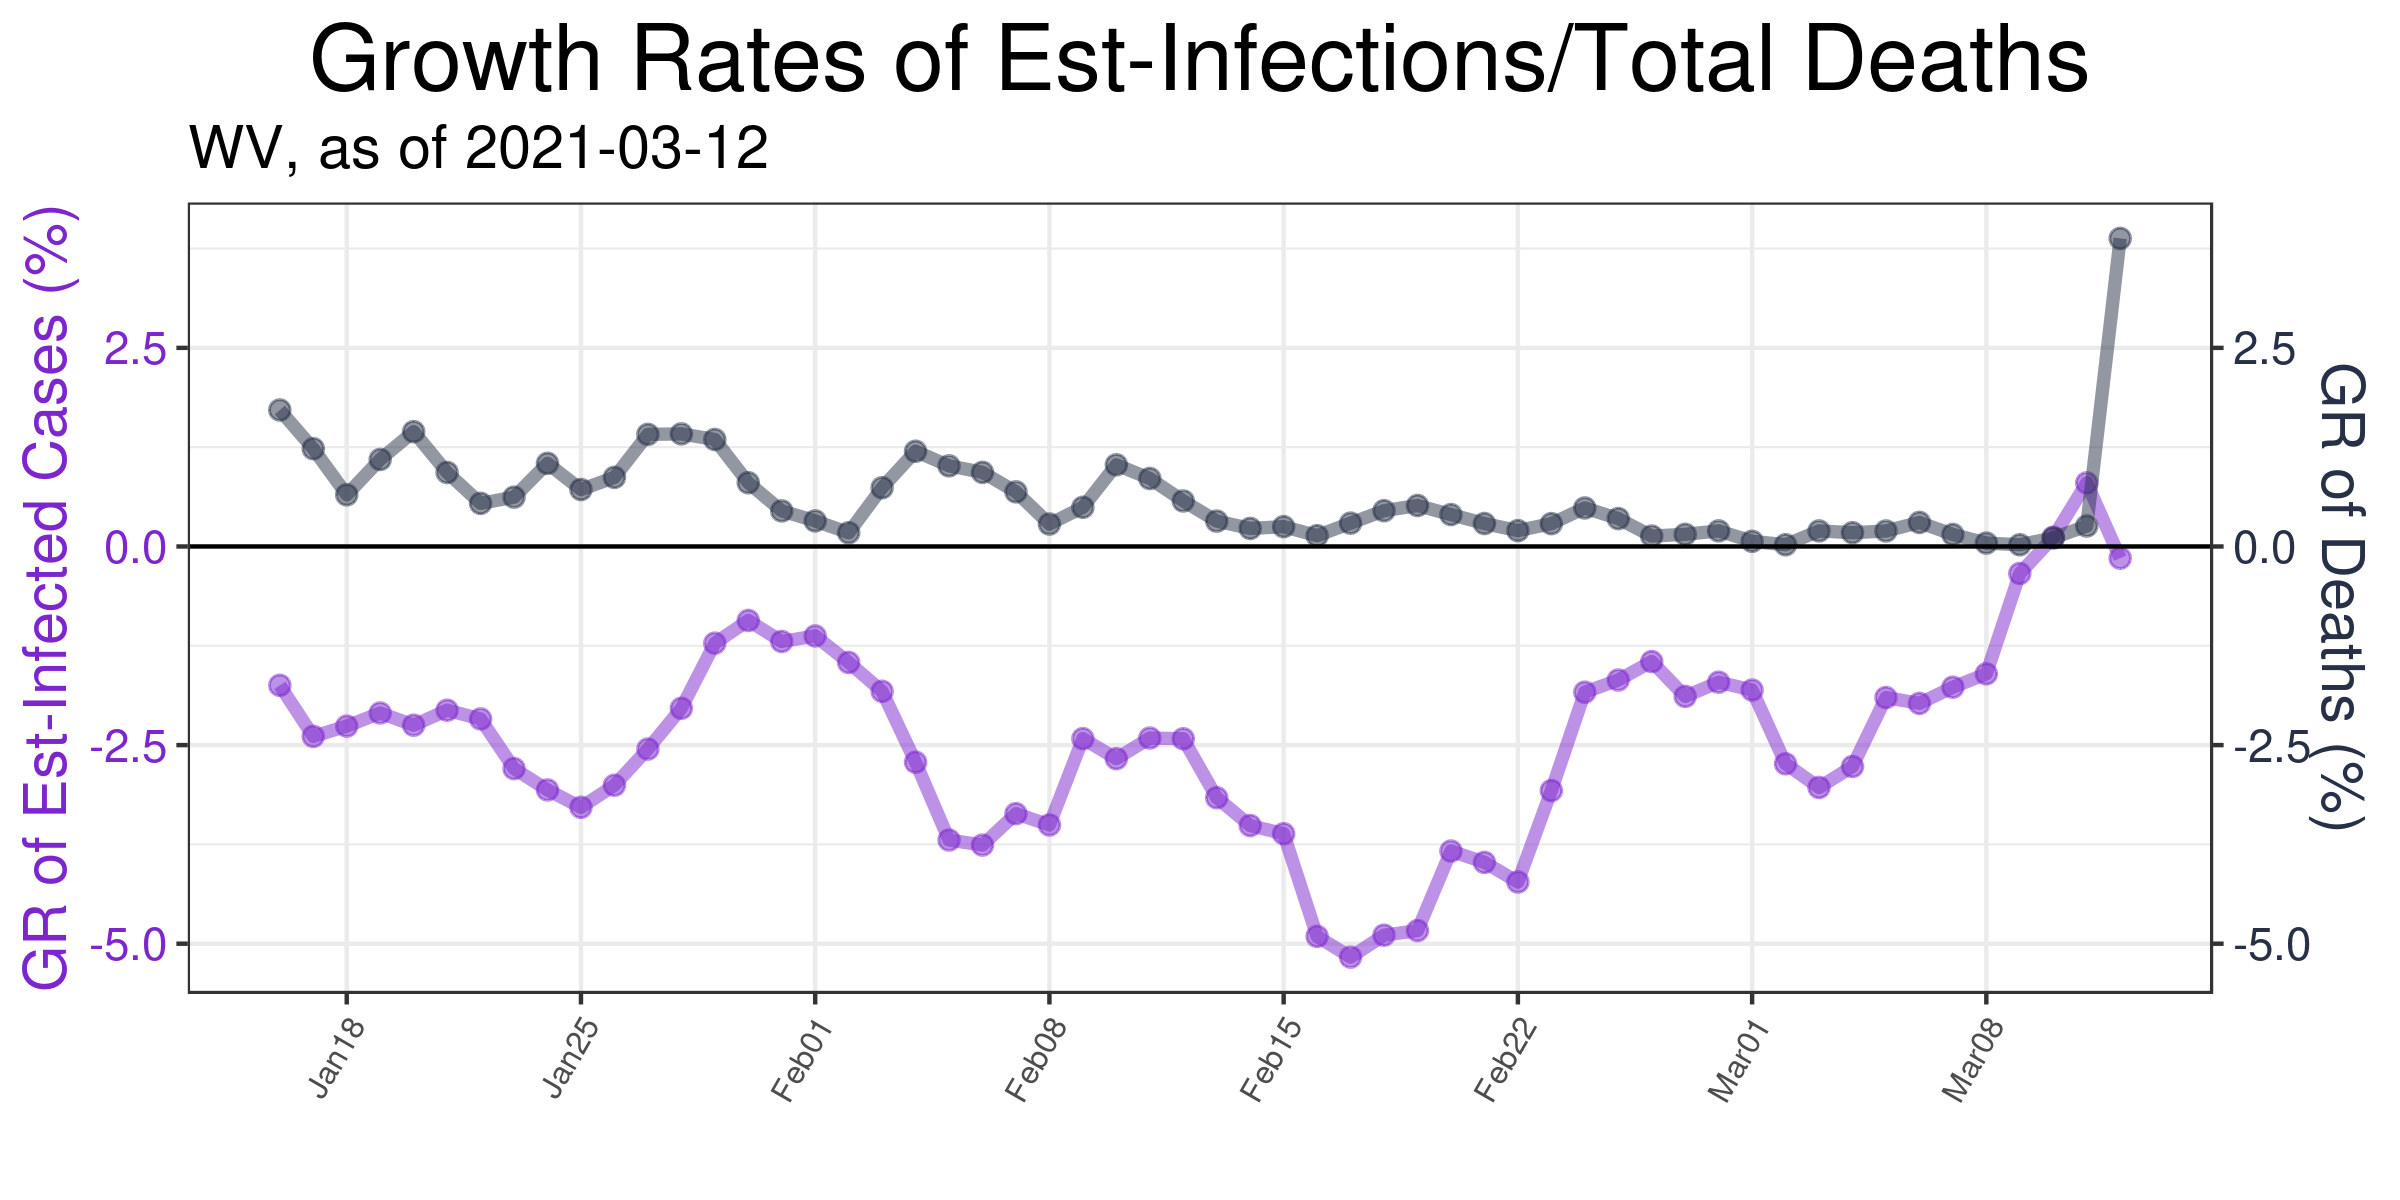 Growth Rates of Est-Infections/Total Deaths
WV, as of 2021-03-12
GR of Est-Infected Cases (%)
2.5
0.0
-2.5
-5.0
2.5
0.0
-2.5
-5.0
GR of Deaths (%)
Jan18
Jan25
Feb01
Feb08
Feb15
Feb22
Mar01
Mar08